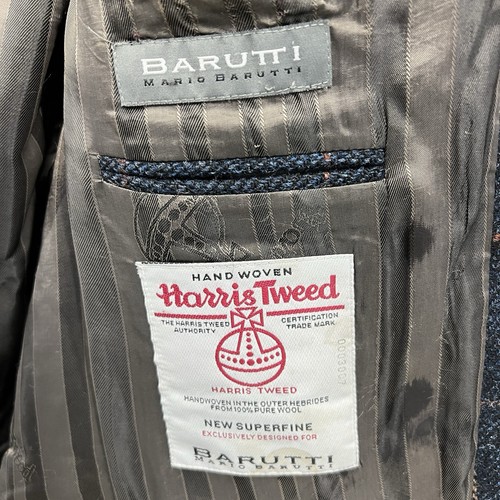 BARUTTI
MARIO BARUTTI
HAND WOVEN
Harris Tweed
THE HARRIS TWEED AUTHORITY
CERTIFICATION TRADE MARK
HARRIS TWEED
HANDWOVEN IN THE OUTER HEBRIDES
FROM 100% PURE WOOL
NEW SUPERFINE
EXCLUSIVELY DESIGNED FOR
BARUTTI
MARIO BARUTTI